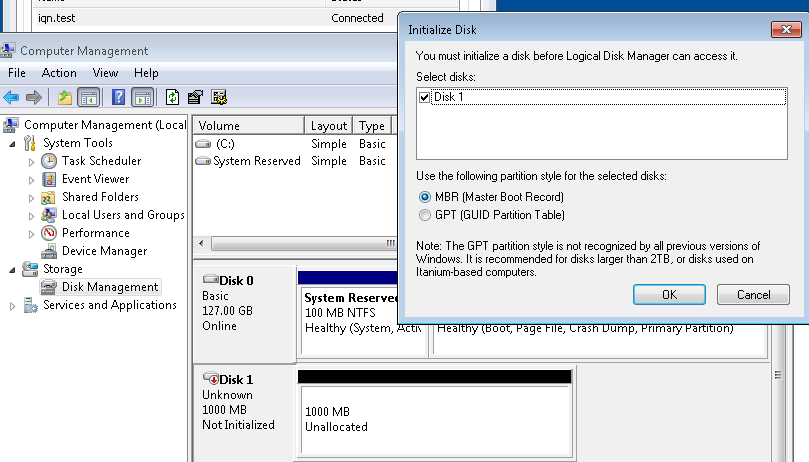 iqn.test Connected
Computer Management
File Action View Help
Computer Management (Local
System Tools
Task Scheduler
Event Viewer
Shared Folders
Local Users and Groups
Performance
Device Manager
Storage
Disk Management
Services and Applications
Volume Layout Type
(C:) Simple Basic
System Reserved Simple Basic
Disk 0
Basic
127.00 GB
Online
System Reserve
100 MB NTFS
Healthy (System, Acti
Healthy (Boot, Page File, Crash Dump, Primary Partition)
Disk 1
Unknown
1000 MB
Not Initialized
1000 MB
Unallocated
Initialize Disk
You must initialize a disk before Logical Disk Manager can access it.
Select disks:
Disk 1
Use the following partition style for the selected disks:
MBR (Master Boot Record)
GPT (GUID Partition Table)
Note: The GPT partition style is not recognized by all previous versions of
Windows. It is recommended for disks larger than 2TB, or disks used on
Itanium-based computers.
OK Cancel